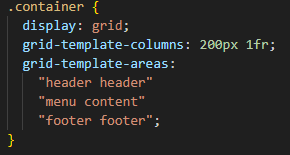 .container {
  display: grid;
  grid-template-columns: 200px 1fr;
  grid-template-areas:
    "header header"
    "menu content"
    "footer footer";
}